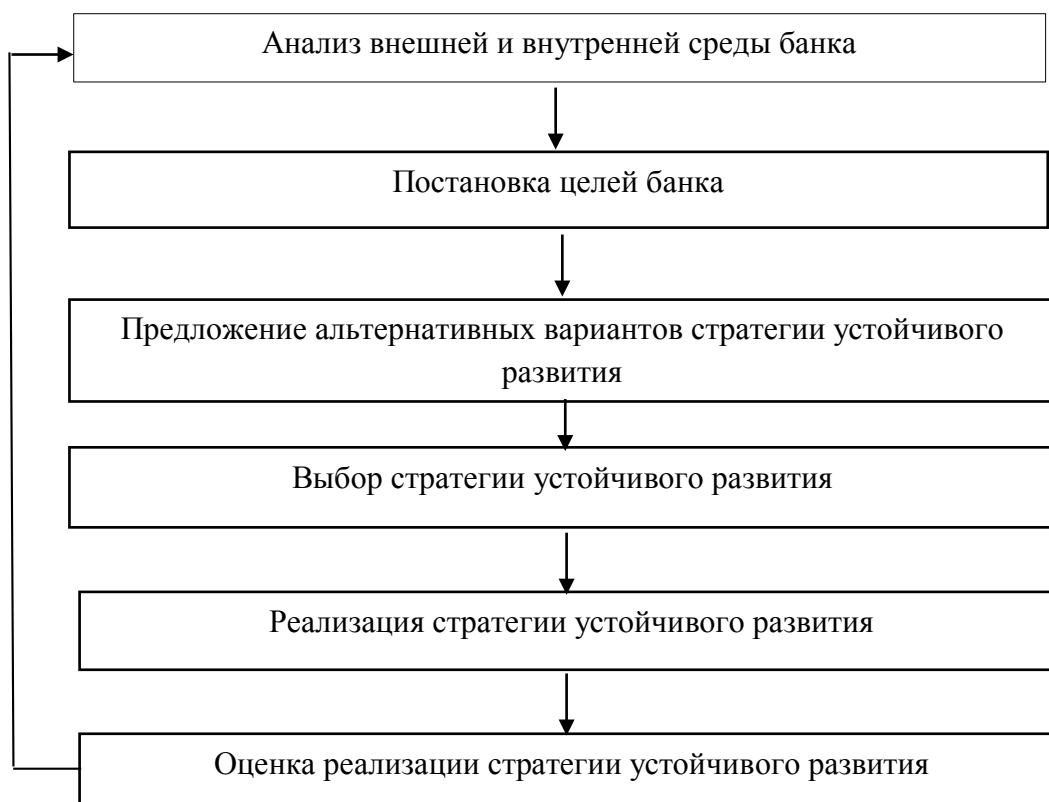 Анализ внешней и внутренней среды банка
Постановка целей банка
Предложение альтернативных вариантов стратегии устойчивого
развития
Выбор стратегии устойчивого развития
Реализация стратегии устойчивого развития
Оценка реализации стратегии устойчивого развития